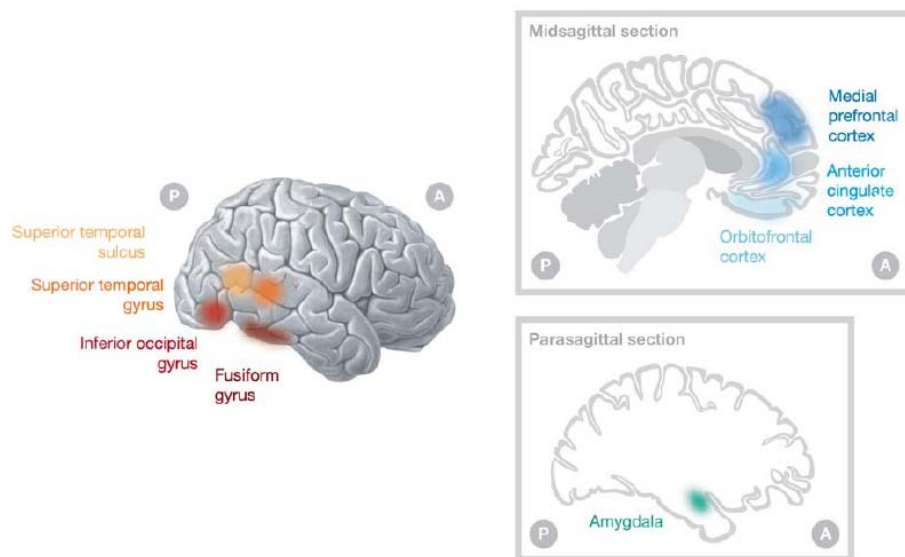 P
A
Superior temporal
sulcus
Superior temporal
gyrus
Inferior occipital
gyrus
Fusiform
gyrus
Midsagittal section
Medial
prefrontal
cortex
Anterior
cingulate
cortex
Orbitofrontal
cortex
P
A
Parasagittal section
Amygdala
P
A